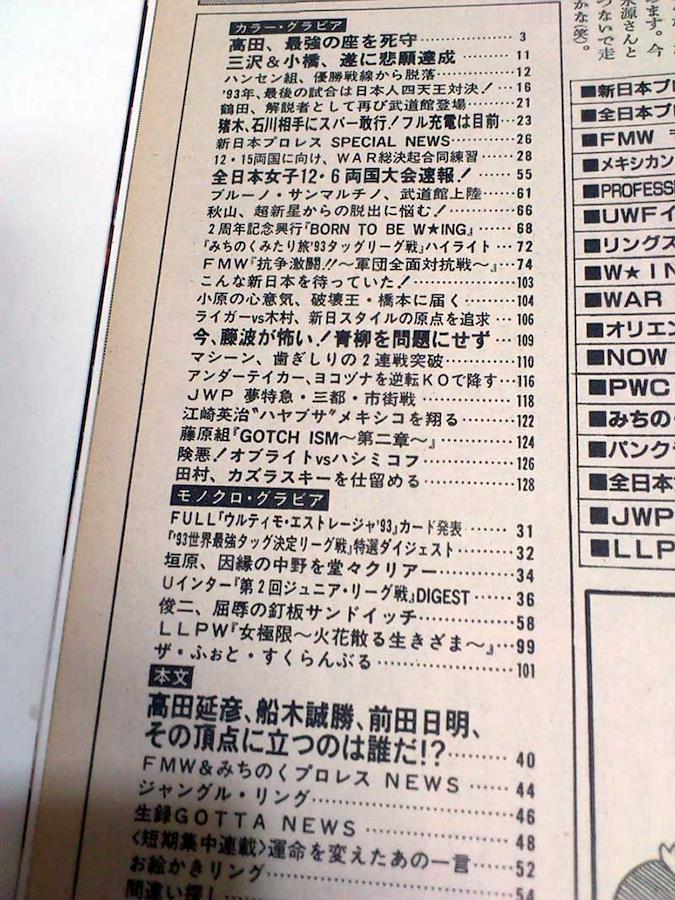 カラー・グラビア
高田、最強の座を死守 3
三沢&小橋、遂に悲願達成 11
ハンセン組、優勝戦線から脱落 12
'93年、最後の試合は日本人四天王対決! 16
鶴田、解説者として再び武道館登場 21
猪木、石川相手にスパー敢行!フル充電は目前 23
新日本プロレス SPECIAL NEWS 26
12・15両国に向け、WAR総決起合同練習 28
全日本女子12・6両国大会速報! 55
ブルーノ・サンマルチノ、武道館上陸 61
秋山、超新星からの脱出に悩む! 66
2周年記念興行『BORN TO BE W★ING』 68
『みちのくみたり旅'93タッグリーグ戦』ハイライト 72
FMW『抗争激闘!!〜軍団全面対抗戦〜』 74
こんな新日本を待っていた! 103
小原の心意気、破壊王・橋本に届く 104
ライガーvs木村、新日スタイルの原点を追求 106
今、藤波が怖い!青柳を問題にせず 109
マシーン、歯ぎしりの2連戦突破 110
アンダーテイカー、ヨコヅナを逆転KOで降す 116
JWP 夢特急・三都・市街戦 118
江崎英治"ハヤブサ"メキシコを翔る 122
藤原組『GOTCH ISM〜第二章〜』 124
険悪!オブライトvsハシミコフ 126
田村、カズラスキーを仕留める 128
モノクロ・グラビア
FULL『ウルティモ・エストレージャ'93』カード発表 31
『'93世界最強タッグ決定リーグ戦』特選ダイジェスト 32
垣原、因縁の中野を堂々クリアー 34
Uインター『第2回ジュニア・リーグ戦』DIGEST 36
俊二、屈辱の釘板サンドイッチ 58
LLPW『女極限〜火花散る生きざま〜』 99
ザ・ふぉと・すくらんぶる 101
本文
高田延彦、船木誠勝、前田日明、
その頂点に立つのは誰だ!? 40
FMW&みちのくプロレス NEWS 44
ジャングル・リング 46
生録GOTTA NEWS 48
〈短期集中連載〉運命を変えたあの一言 52
お絵かきリング 54
間違い探し
ます。今
水源さんと
つないで走
かな(笑)。
■新日本プロ
■全日本プロ
■FMW
■メキシカン
■PROFESS
■UWFイ
■リングス
■W★IN
■WAR
■オリエン
■NOW
■PWC
■みちの
■パンク
■全日本
■JWP
■LLP